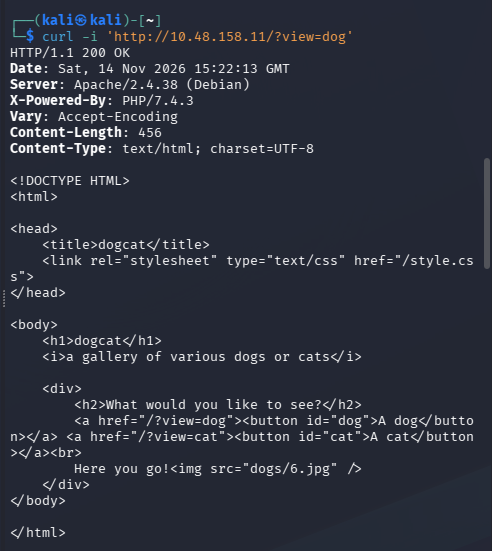 ┌──(kali㉿kali)-[~]
└─$ curl -i 'http://10.48.158.11/?view=dog'
HTTP/1.1 200 OK
Date: Sat, 14 Nov 2026 15:22:13 GMT
Server: Apache/2.4.38 (Debian)
X-Powered-By: PHP/7.4.3
Vary: Accept-Encoding
Content-Length: 456
Content-Type: text/html; charset=UTF-8

<!DOCTYPE HTML>
<html>

<head>
    <title>dogcat</title>
    <link rel="stylesheet" type="text/css" href="/style.cs
s">
</head>

<body>
    <h1>dogcat</h1>
    <i>a gallery of various dogs or cats</i>

    <div>
        <h2>What would you like to see?</h2>
        <a href="/?view=dog"><button id="dog">A dog</butto
n></a> <a href="/?view=cat"><button id="cat">A cat</button
></a><br>
        Here you go!<img src="dogs/6.jpg" />
    </div>
</body>

</html>